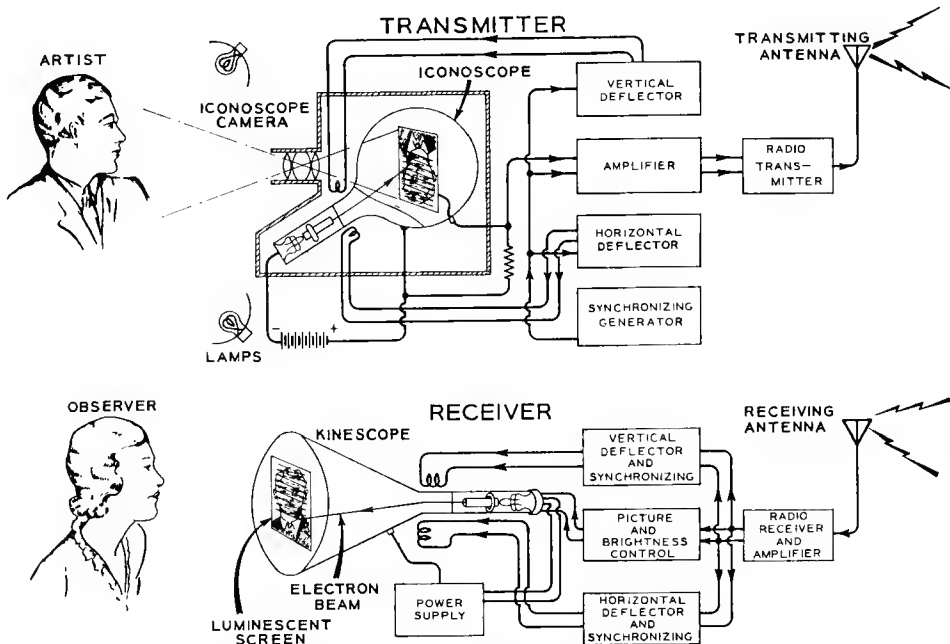 TRANSMITTER
ARTIST
ICONOSCOPE
CAMERA
ICONOSCOPE
VERTICAL
DEFLECTOR
TRANSMITTING
ANTENNA
AMPLIFIER
RADIO
TRANS-
MITTER
HORIZONTAL
DEFLECTOR
SYNCHRONIZING
GENERATOR
- +
LAMPS
OBSERVER
RECEIVER
KINESCOPE
VERTICAL
DEFLECTOR
AND
SYNCHRONIZING
RECEIVING
ANTENNA
PICTURE
AND
BRIGHTNESS
CONTROL
RADIO
RECEIVER
AND
AMPLIFIER
ELECTRON
BEAM
LUMINESCENT
SCREEN
POWER
SUPPLY
HORIZONTAL
DEFLECTOR AND
SYNCHRONIZING